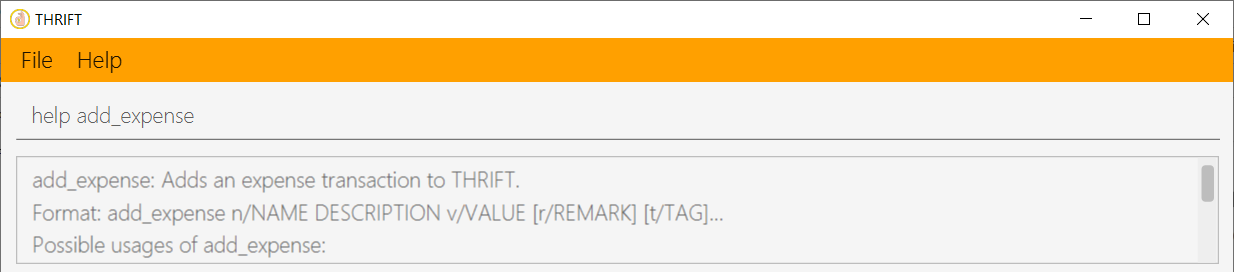 THRIFT
File Help
help add_expense
add_expense: Adds an expense transaction to THRIFT.
Format: add_expense n/NAME DESCRIPTION v/VALUE [r/REMARK] [t/TAG]...
Possible usages of add_expense: